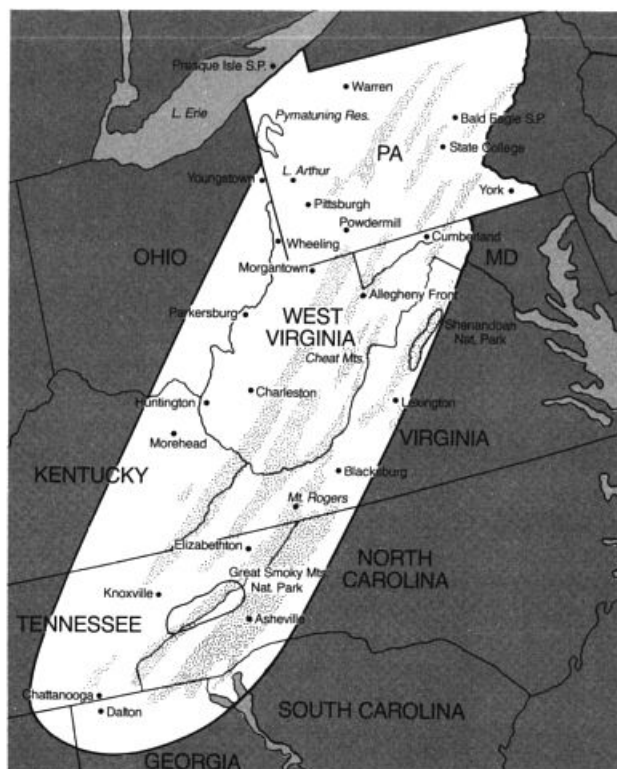 Presque Isle S.P.
Warren
L. Erie
Pymatuning Res.
Bald Eagle S.P.
PA
State College
Youngstown
L. Arthur
York
Pittsburgh
Powdermill
Wheeling
Cumberland
OHIO
MD
Morgantown
Allegheny Front
Parkersburg
WEST
VIRGINIA
Shenandoah
Nat. Park
Cheat Mts.
Charleston
Huntington
Lexington
Morehead
VIRGINIA
KENTUCKY
Blacksburg
Mt. Rogers
Elizabethton
NORTH
CAROLINA
Great Smoky Mts.
Nat. Park
Knoxville
TENNESSEE
Asheville
Chattanooga
Dalton
SOUTH CAROLINA
GEORGIA